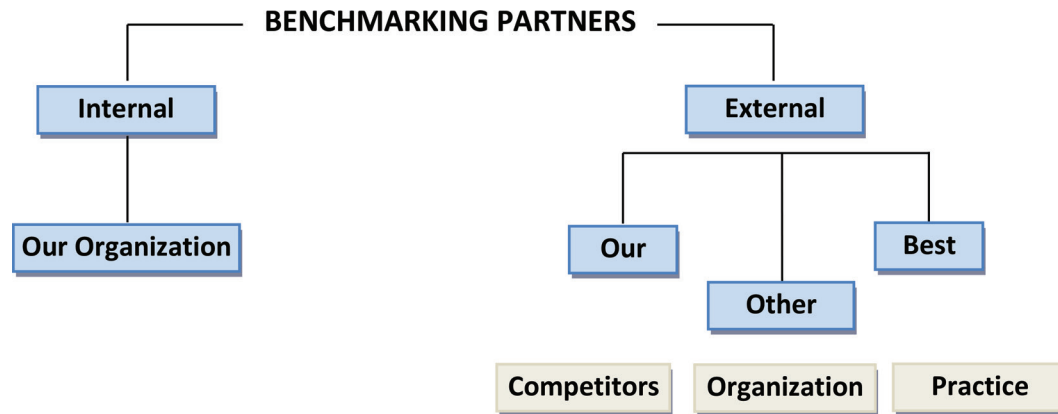 BENCHMARKING PARTNERS
Internal
External
Our Organization
Our
Best
Other
Competitors
Organization
Practice